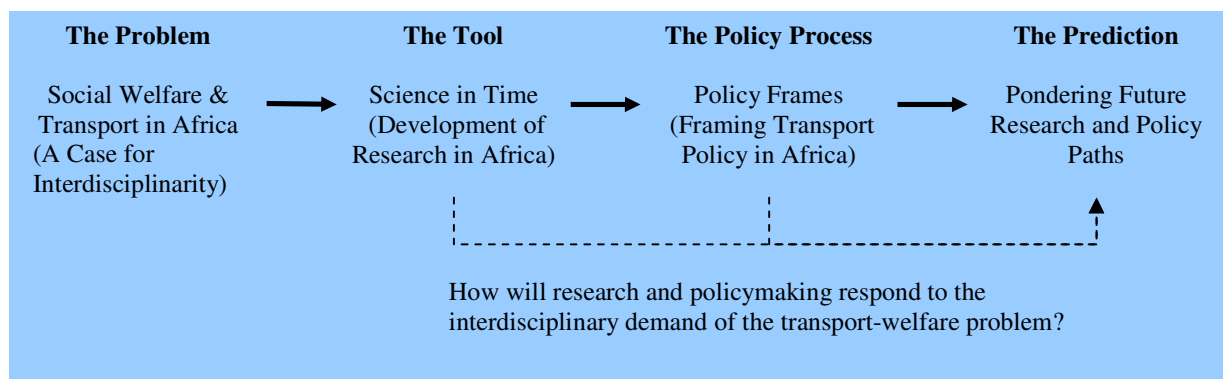 The Problem
Social Welfare &
Transport in Africa
(A Case for
Interdisciplinarity)
The Tool
Science in Time
(Development of
Research in Africa)
The Policy Process
Policy Frames
(Framing Transport
Policy in Africa)
The Prediction
Pondering Future
Research and Policy
Paths
How will research and policymaking respond to the
interdisciplinary demand of the transport-welfare problem?